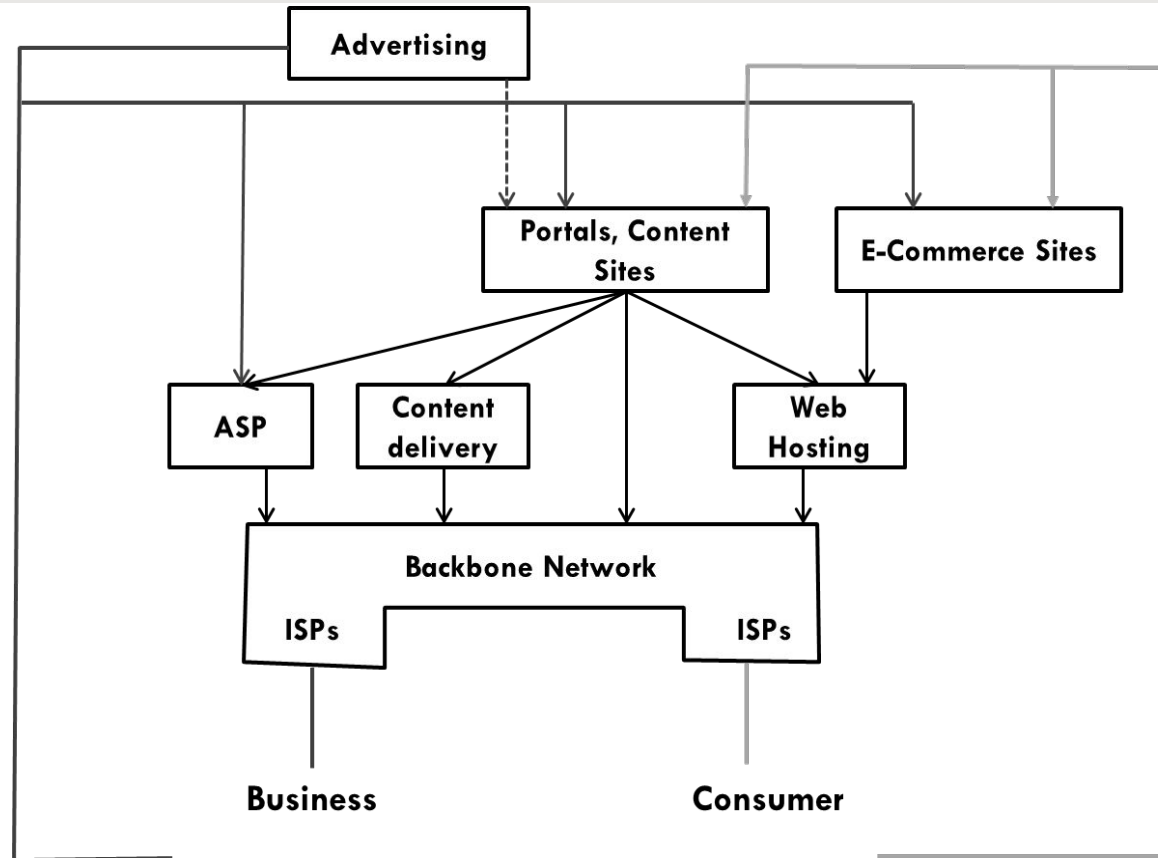 Advertising
Portals, Content
Sites
E-Commerce Sites
ASP
Content
delivery
Web
Hosting
Backbone Network
ISPs
ISPs
Business
Consumer